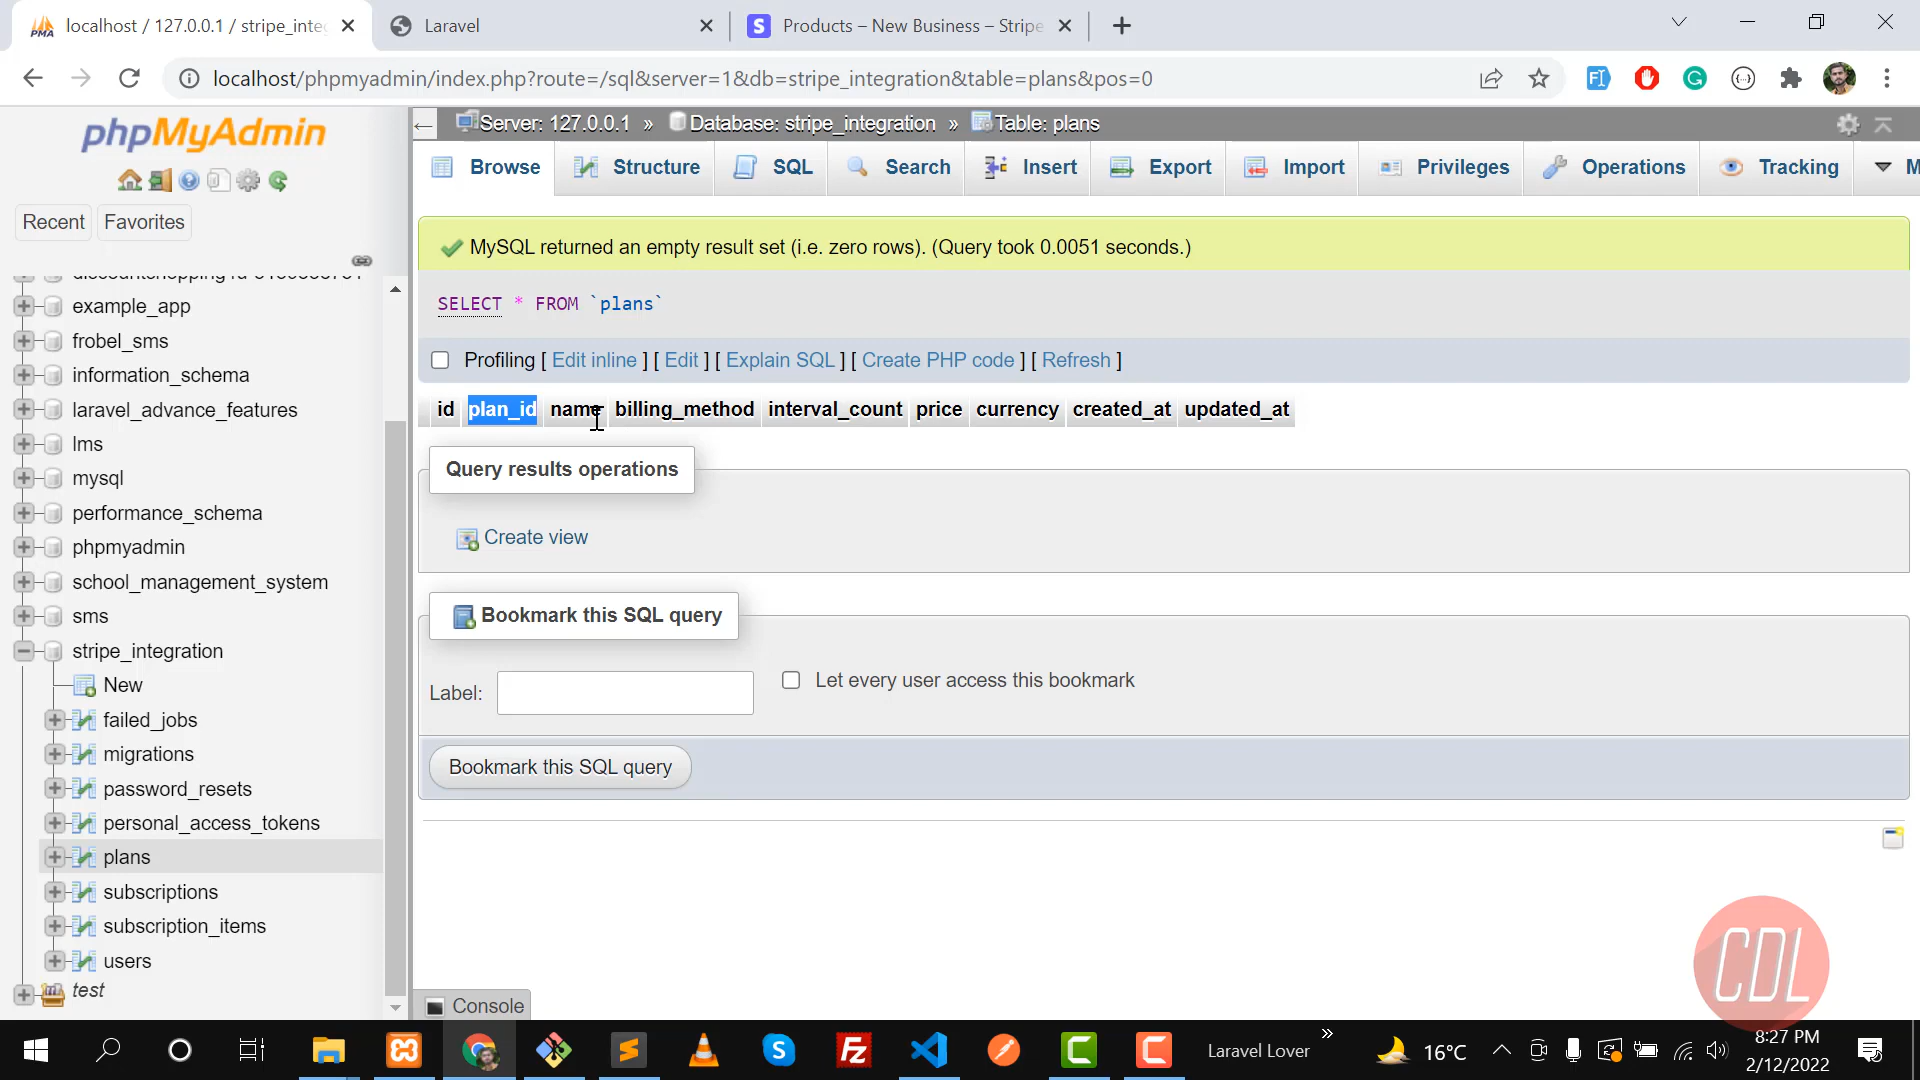 localhost / 127.0.0.1 / stripe_inte
Laravel
Products – New Business – Stripe
localhost/phpmyadmin/index.php?route=/sql&server=1&db=stripe_integration&table=plans&pos=0
phpMyAdmin
Recent
Favorites
example_app
frobel_sms
information_schema
laravel_advance_features
lms
mysql
performance_schema
phpmyadmin
school_management_system
sms
stripe_integration
New
failed_jobs
migrations
password_resets
personal_access_tokens
plans
subscriptions
subscription_items
users
test
Server: 127.0.0.1 » Database: stripe_integration » Table: plans
Browse Structure SQL Search Insert Export Import Privileges Operations Tracking M
MySQL returned an empty result set (i.e. zero rows). (Query took 0.0051 seconds.)
SELECT * FROM `plans`
Profiling [ Edit inline ] [ Edit ] [ Explain SQL ] [ Create PHP code ] [ Refresh ]
id plan_id name billing_method interval_count price currency created_at updated_at
Query results operations
Create view
Bookmark this SQL query
Label:
Let every user access this bookmark
Bookmark this SQL query
Console
CDL
Laravel Lover
16°C
8:27 PM
2/12/2022